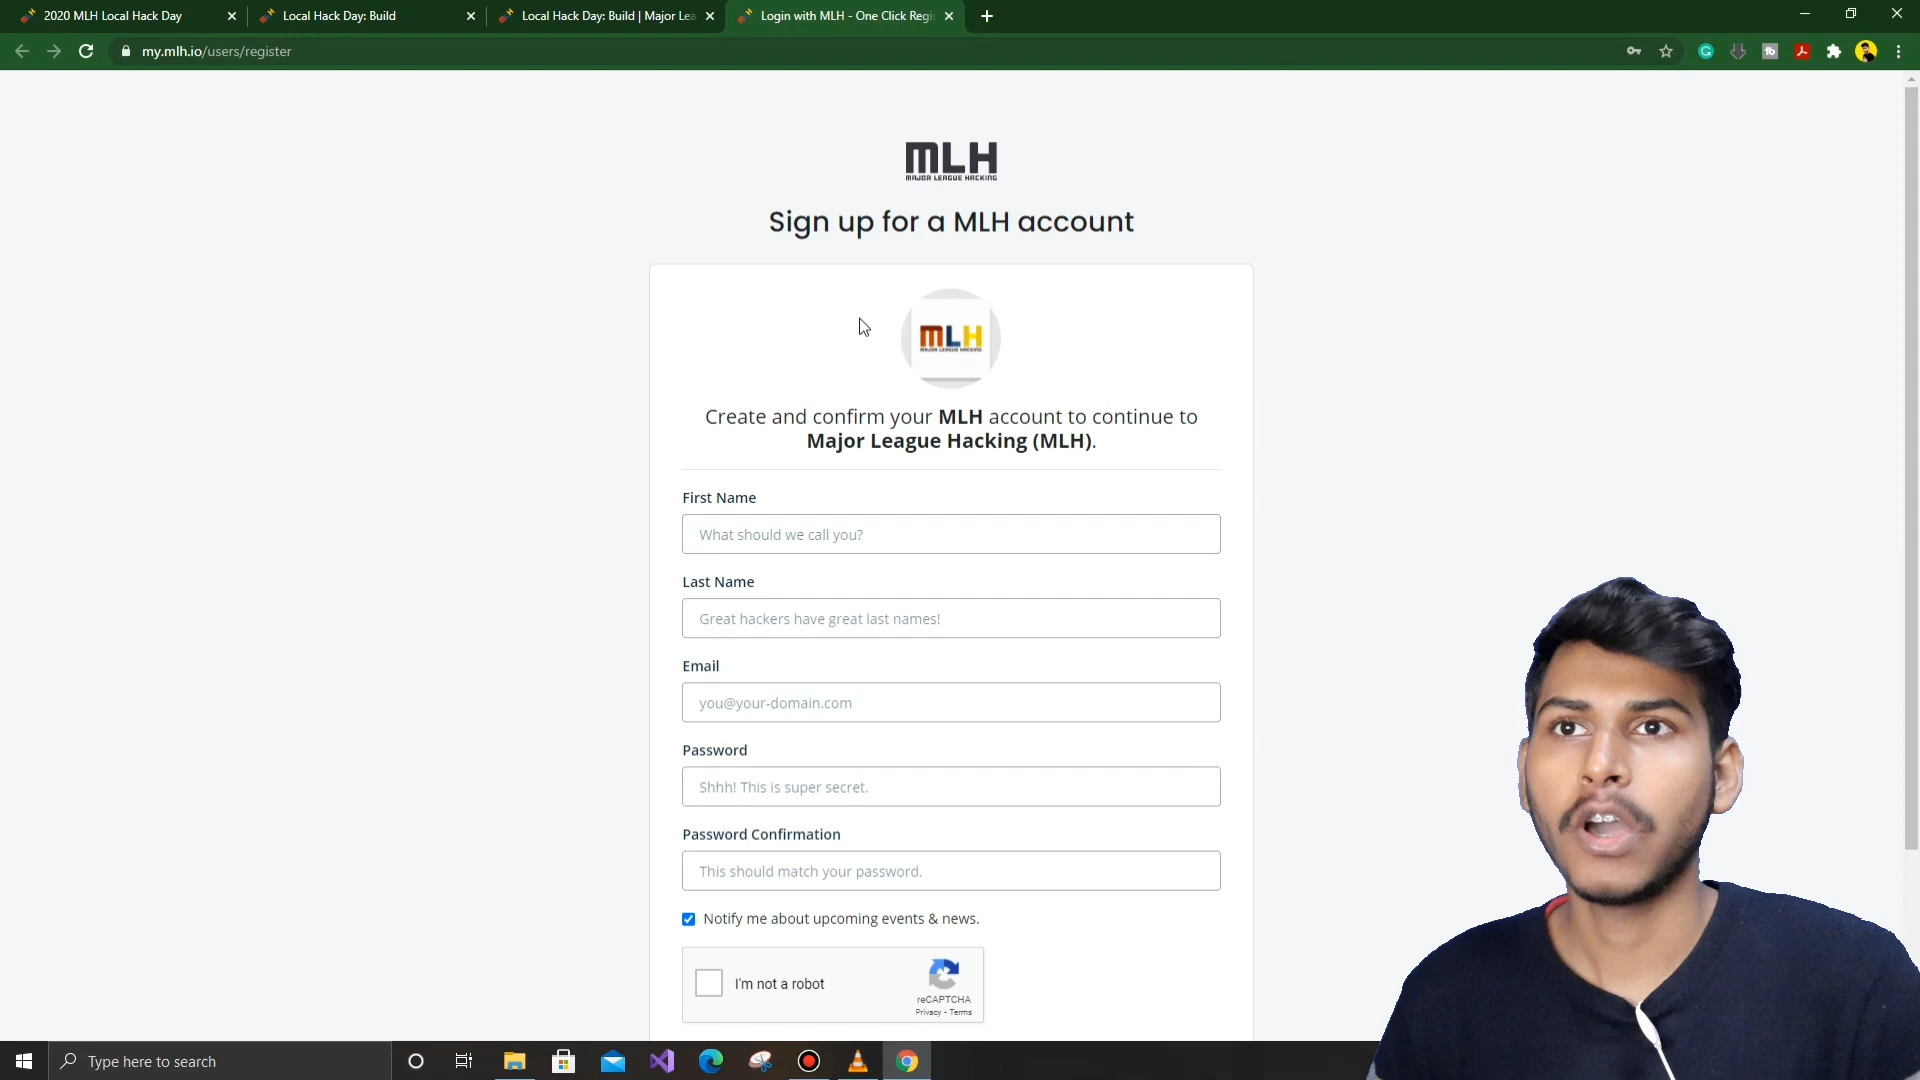 2020 MLH Local Hack Day
Local Hack Day: Build
Local Hack Day: Build | Major Lea
Login with MLH - One Click Regis
my.mlh.io/users/register
MLH
MAJOR LEAGUE HACKING
Sign up for a MLH account
MLH
MAJOR LEAGUE HACKING
Create and confirm your MLH account to continue to
Major League Hacking (MLH).
First Name
What should we call you?
Last Name
Great hackers have great last names!
Email
you@your-domain.com
Password
Shhh! This is super secret.
Password Confirmation
This should match your password.
Notify me about upcoming events & news.
I'm not a robot
reCAPTCHA
Privacy - Terms
Type here to search